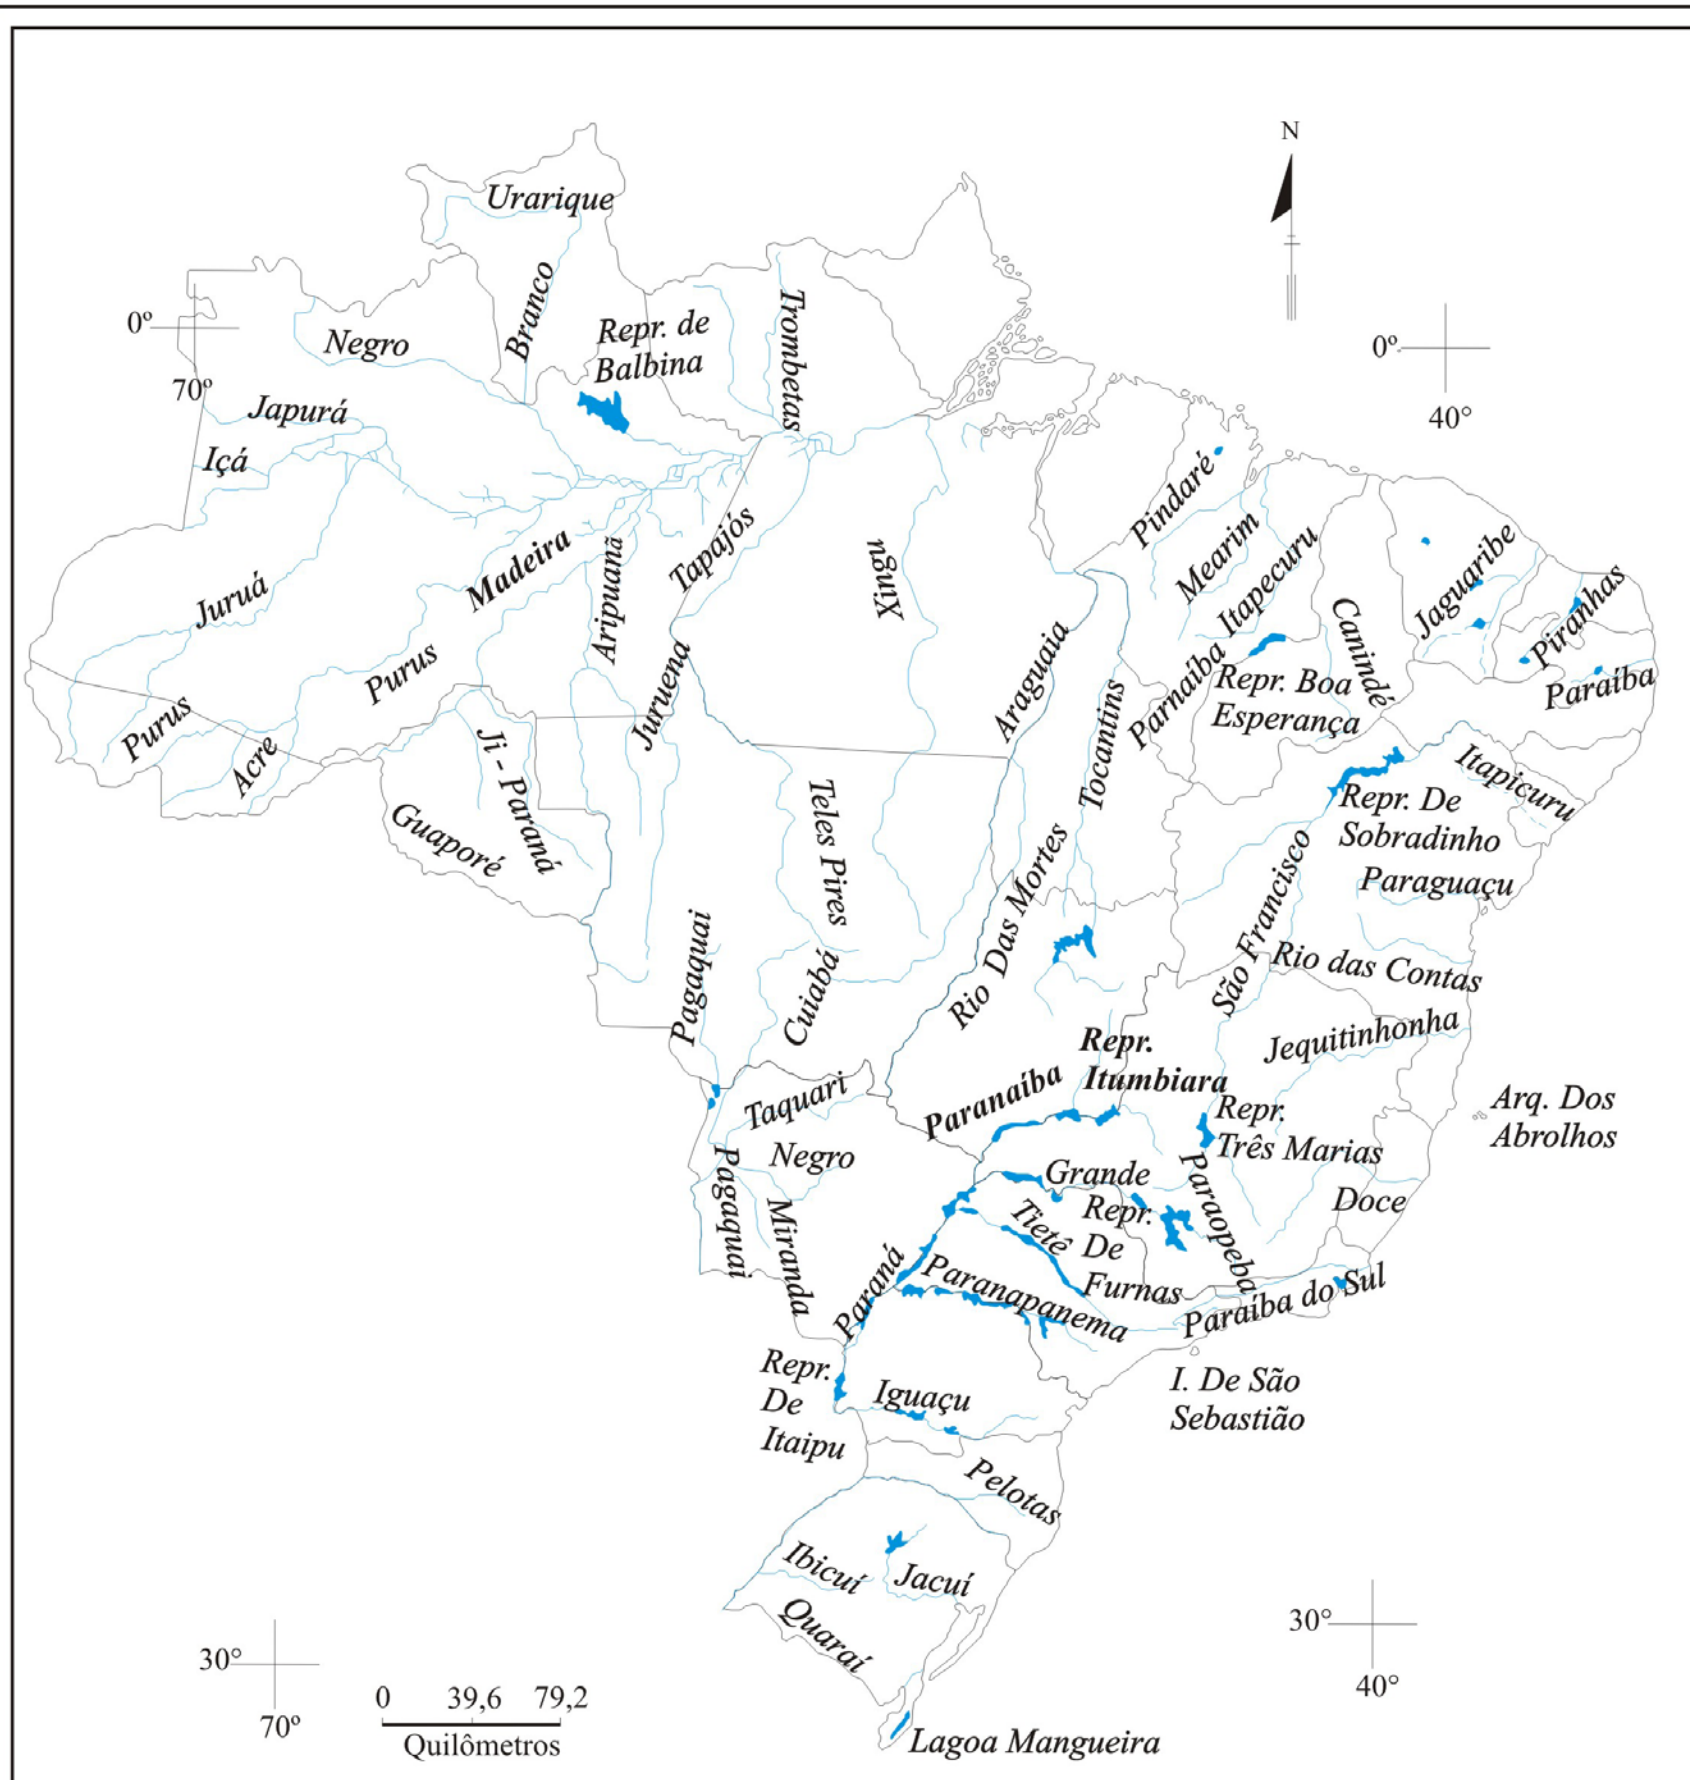 N
Urarique
Branco
Negro
Repr. de
Balbina
Trombetas
0º
70º
0º
40°
Japurá
Içá
Pindaré
Mearim
Itapecuru
Jaguaribe
Piranhas
Paraíba
Canindé
Madeira
Aripuanã
Tapajós
Xingu
Juruá
Purus
Purus
Acre
Juruena
Araguaia
Tocantins
Parnaíba
Repr. Boa
Esperança
Itapicuru
Repr. De
Sobradinho
Ji - Paraná
Guaporé
Teles Pires
Rio Das Mortes
São Francisco
Paraguaçu
Rio das Contas
Pagaquai
Cuiabá
Jequitinhonha
Repr.
Itumbiara
Paranaíba
Taquari
Negro
Repr.
Três Marias
Arq. Dos
Abrolhos
Pagaquai
Miranda
Grande
Repr.
De
Furnas
Tietê
Paraopeba
Doce
Paraná
Paranapanema
Paraíba do Sul
Repr.
De
Itaipu
Iguaçu
I. De São
Sebastião
Pelotas
Ibicuí
Jacuí
Quaraí
30°
70º
30°
40°
0 39,6 79,2
Quilômetros
Lagoa Mangueira